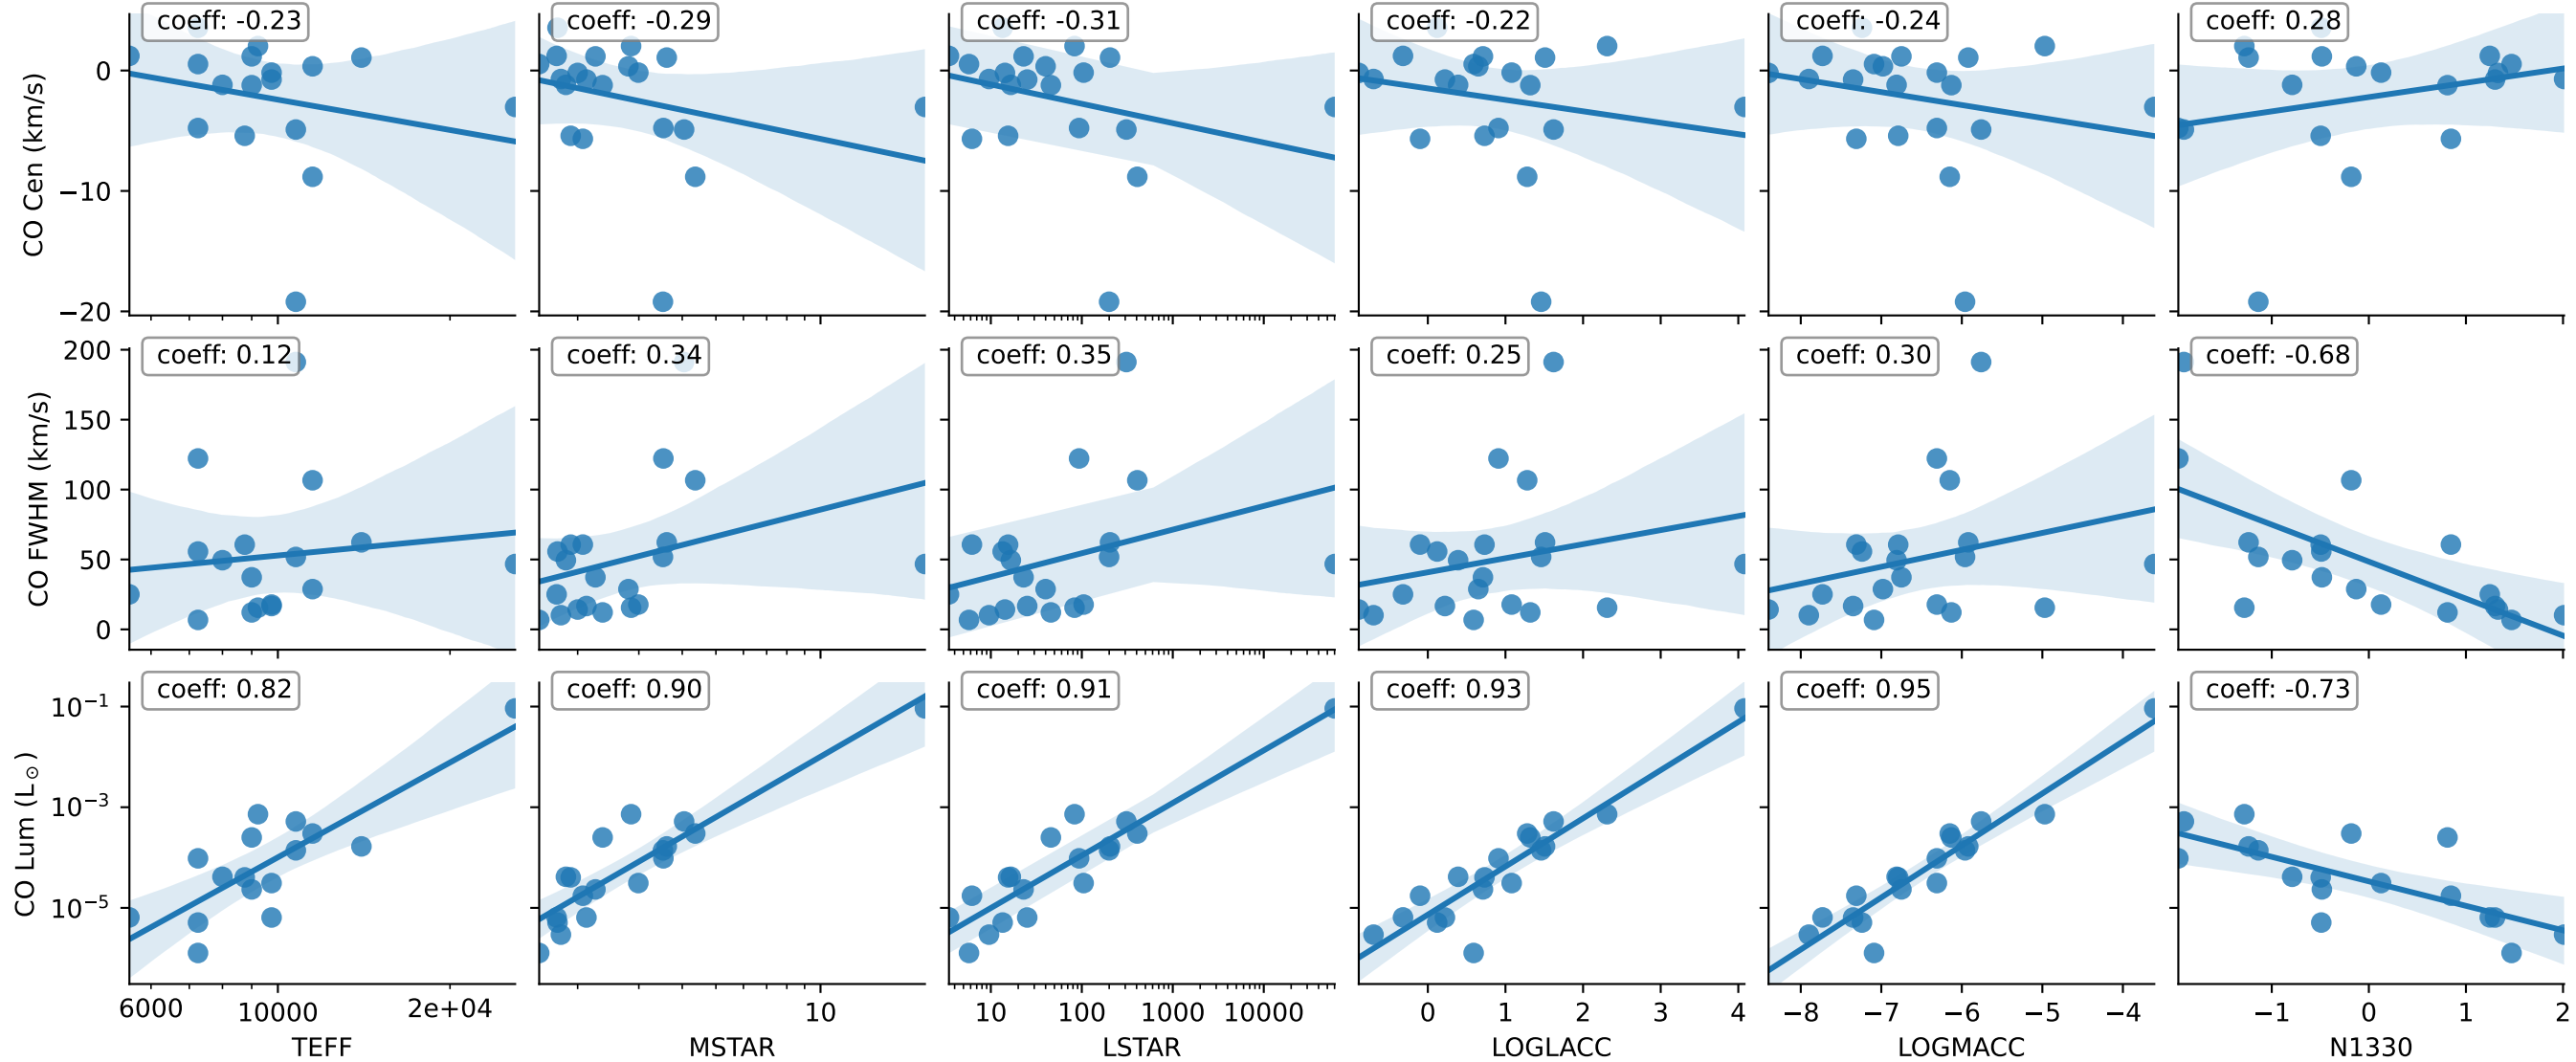 coeff: -0.23
coeff: -0.29
coeff: -0.31
coeff: -0.22
coeff: -0.24
coeff: 0.28
CO Cen (km/s)
0
−10
−20
coeff: 0.12
coeff: 0.34
coeff: 0.35
coeff: 0.25
coeff: 0.30
coeff: -0.68
CO FWHM (km/s)
200
150
100
50
0
coeff: 0.82
coeff: 0.90
coeff: 0.91
coeff: 0.93
coeff: 0.95
coeff: -0.73
CO Lum (L⊙)
10⁻¹
10⁻³
10⁻⁵
6000 10000 2e+04
10
10 100 1000 10000
0 1 2 3 4
−8 −7 −6 −5 −4
−1 0 1 2
TEFF
MSTAR
LSTAR
LOGLACC
LOGMACC
N1330